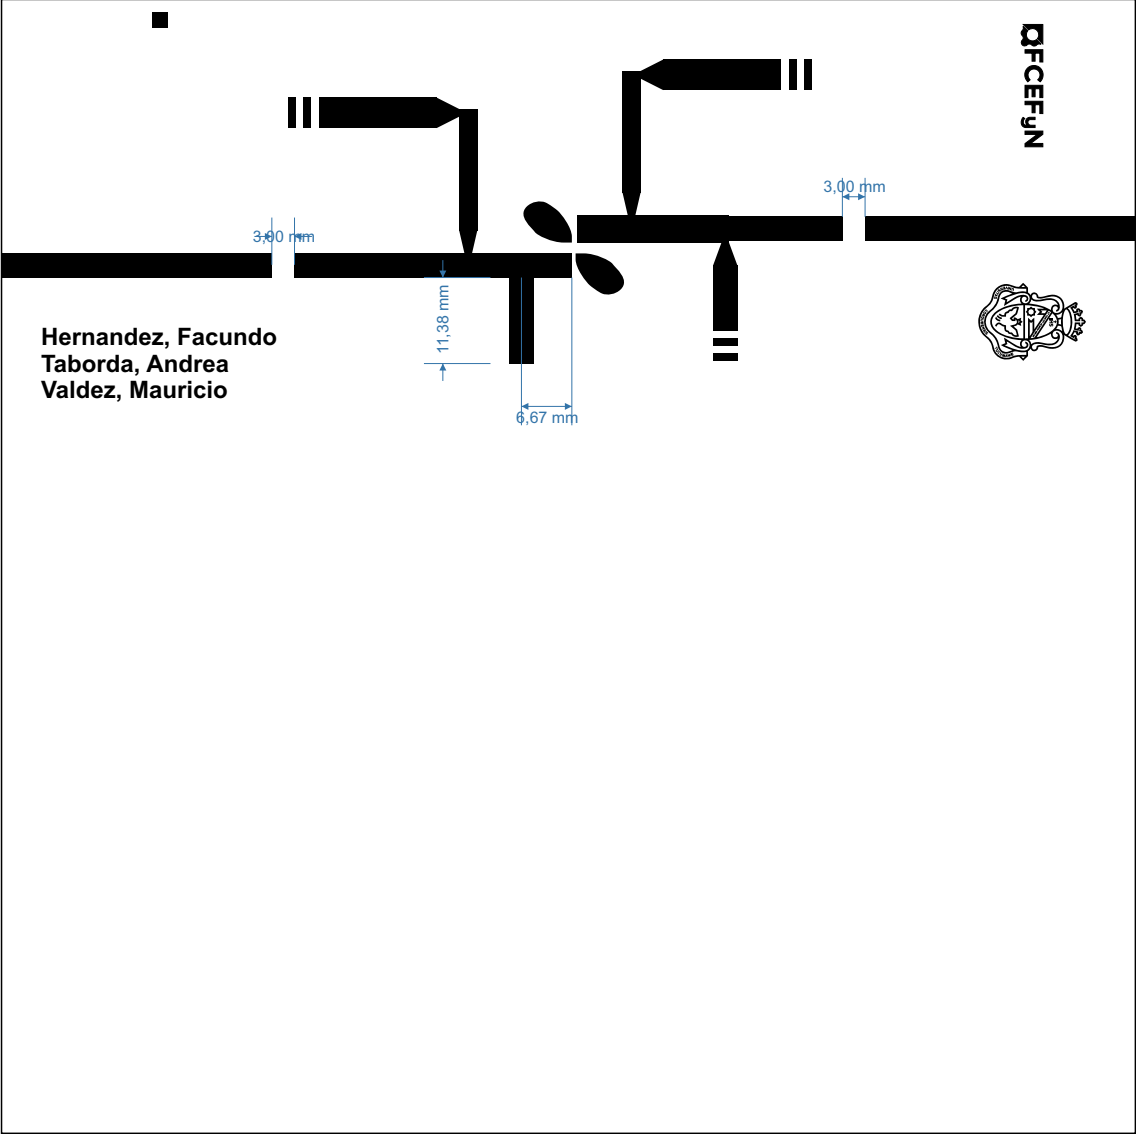 FCEFyN
3,00 mm
3,00 mm
11,38 mm
Hernandez, Facundo
Taborda, Andrea
Valdez, Mauricio
6,67 mm